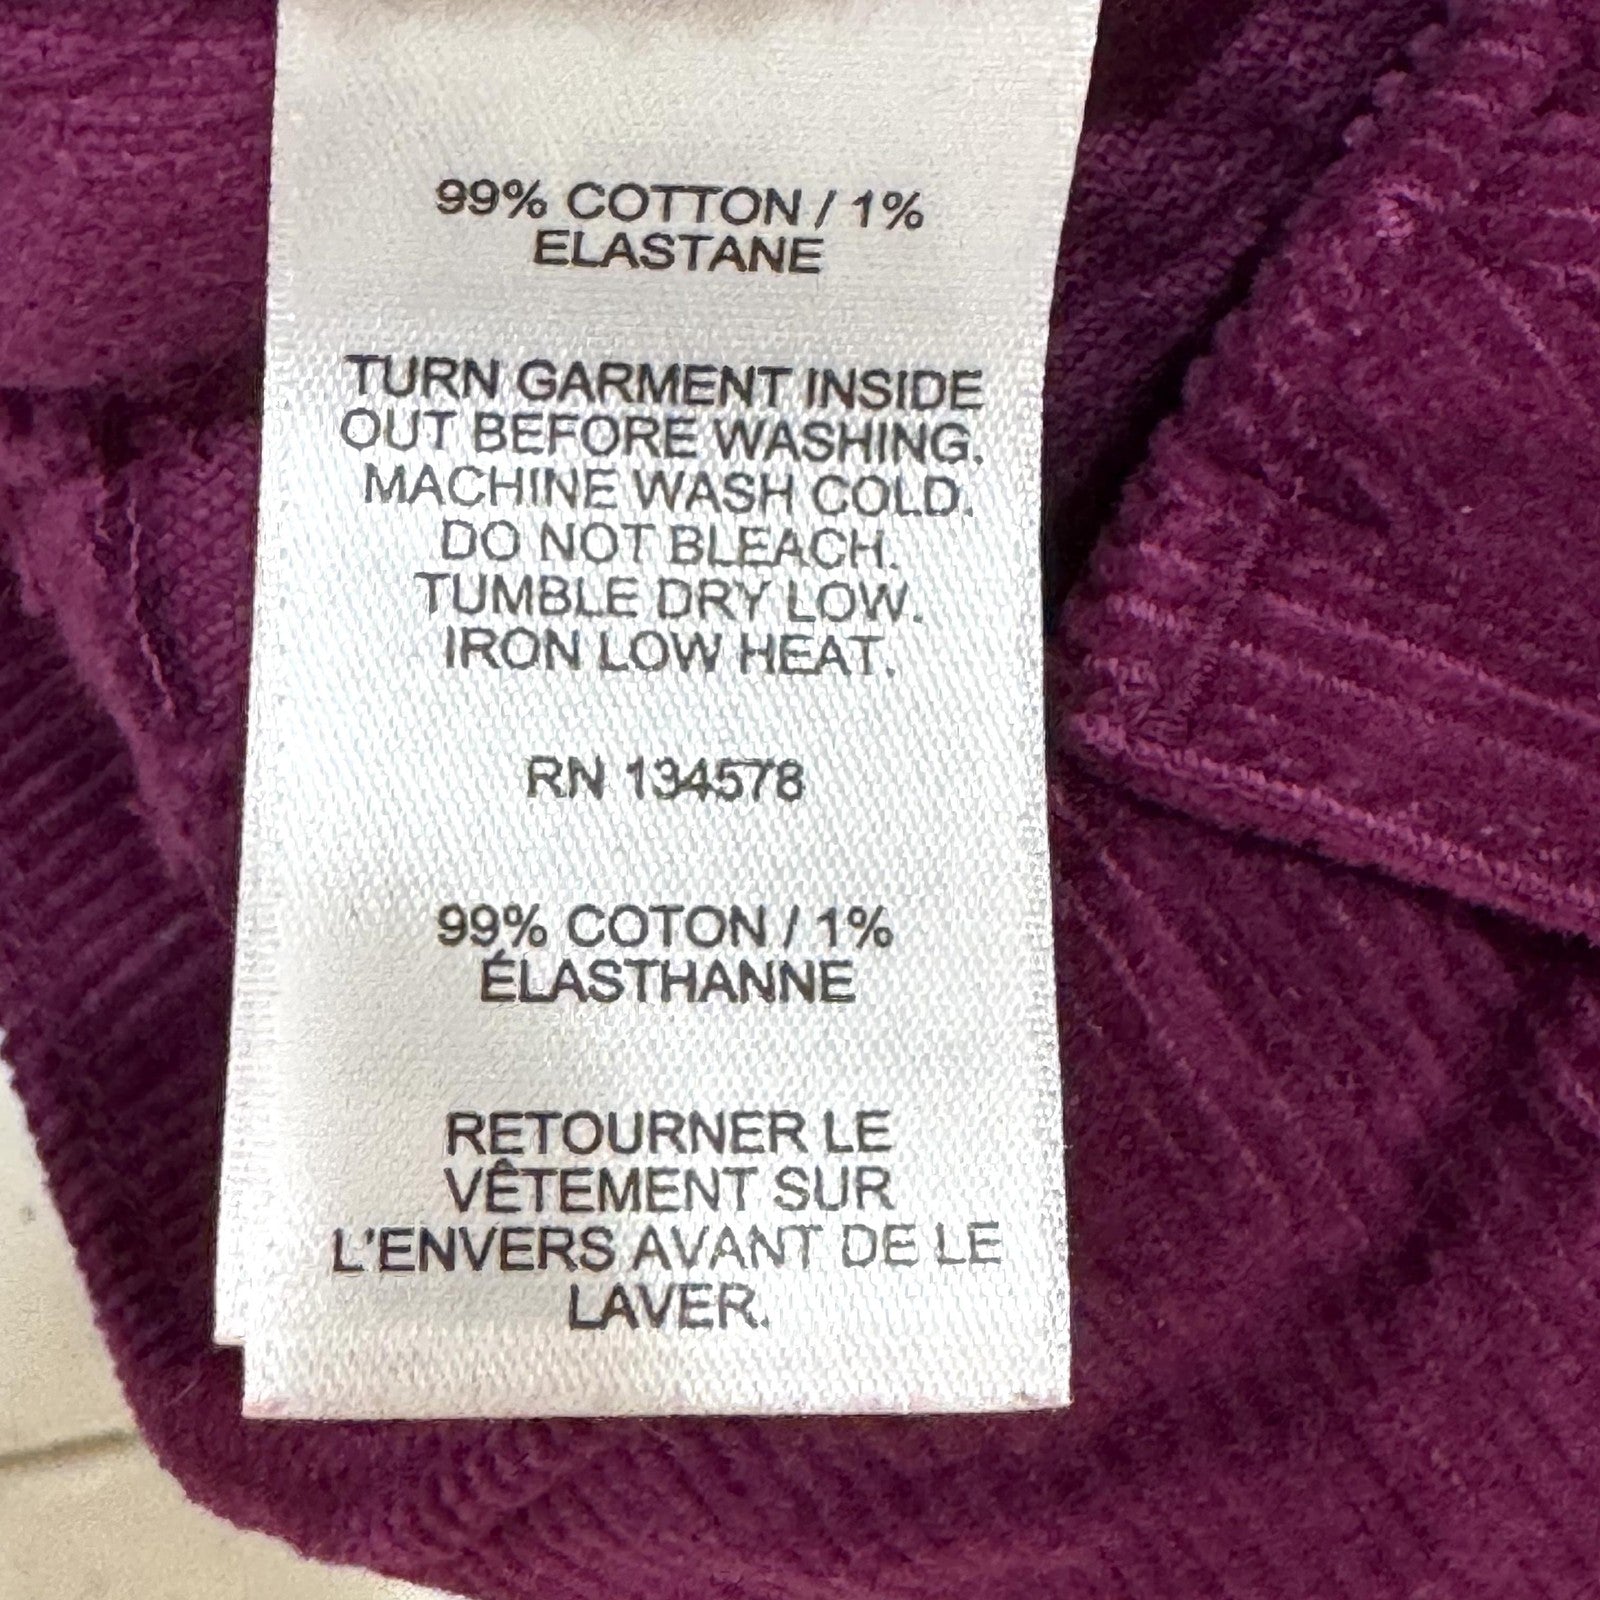 99% COTTON / 1%
ELASTANE
TURN GARMENT INSIDE
OUT BEFORE WASHING.
MACHINE WASH COLD.
DO NOT BLEACH.
TUMBLE DRY LOW.
IRON LOW HEAT.
RN 134578
99% COTON / 1%
ÉLASTHANNE
RETOURNER LE
VÊTEMENT SUR
L'ENVERS AVANT DE LE
LAVER.